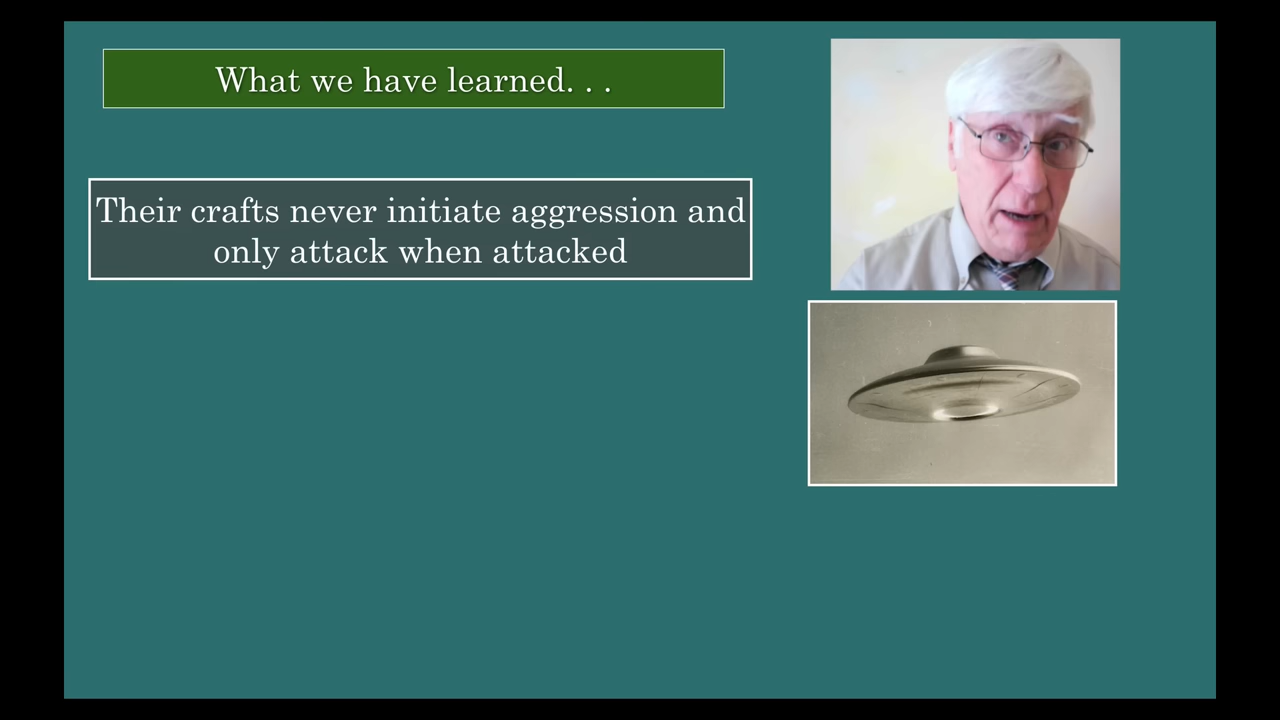 What we have learned. . .
Their crafts never initiate aggression and
only attack when attacked